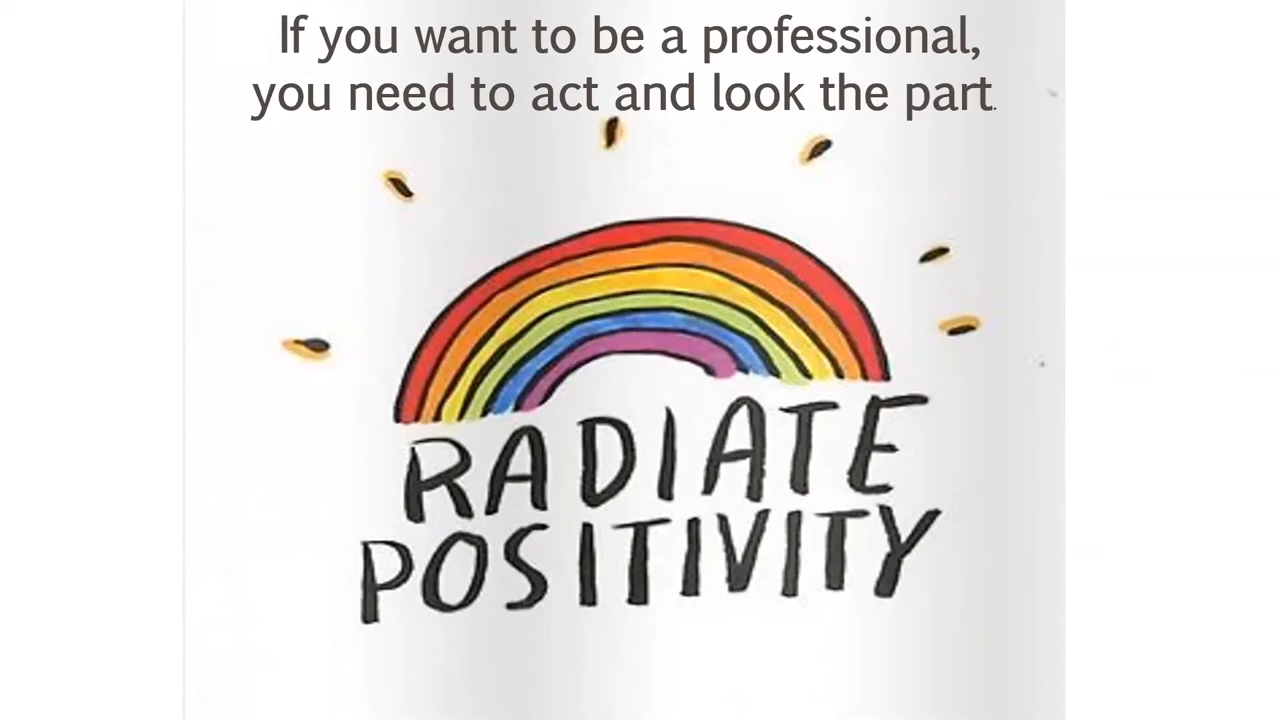 If you want to be a professional,
you need to act and look the part.
RADIATE
POSITIVITY